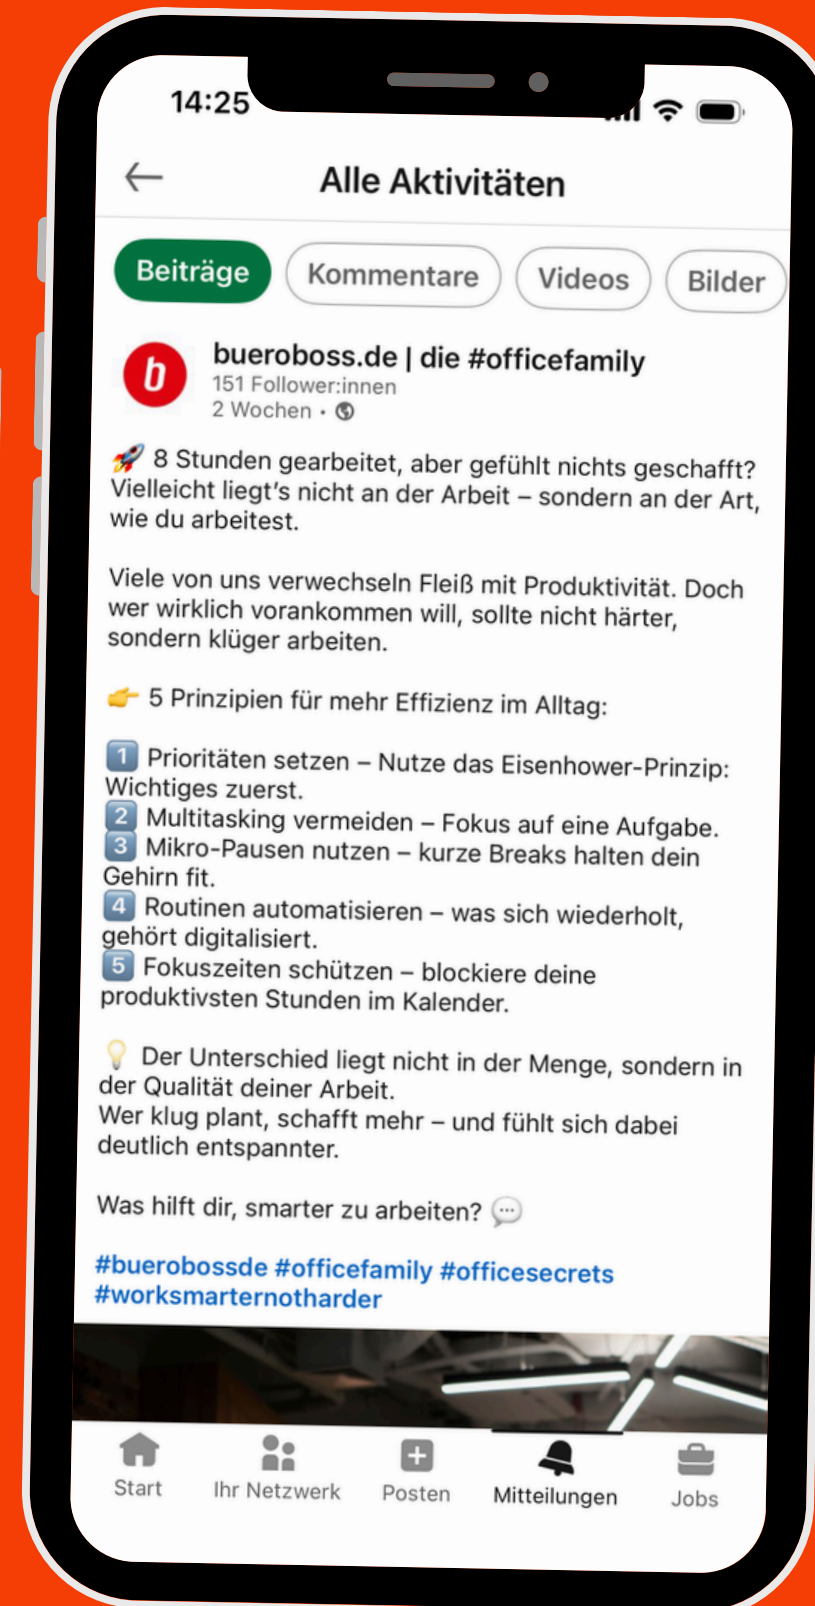 14:25
Alle Aktivitäten
Beiträge Kommentare Videos Bilder
b
bueroboss.de | die #officefamily
151 Follower:innen
2 Wochen •
🚀 8 Stunden gearbeitet, aber gefühlt nichts geschafft?
Vielleicht liegt's nicht an der Arbeit – sondern an der Art,
wie du arbeitest.
Viele von uns verwechseln Fleiß mit Produktivität. Doch
wer wirklich vorankommen will, sollte nicht härter,
sondern klüger arbeiten.
👉 5 Prinzipien für mehr Effizienz im Alltag:
1️⃣ Prioritäten setzen – Nutze das Eisenhower-Prinzip:
Wichtiges zuerst.
2️⃣ Multitasking vermeiden – Fokus auf eine Aufgabe.
3️⃣ Mikro-Pausen nutzen – kurze Breaks halten dein
Gehirn fit.
4️⃣ Routinen automatisieren – was sich wiederholt,
gehört digitalisiert.
5️⃣ Fokuszeiten schützen – blockiere deine
produktivsten Stunden im Kalender.
💡 Der Unterschied liegt nicht in der Menge, sondern in
der Qualität deiner Arbeit.
Wer klug plant, schafft mehr – und fühlt sich dabei
deutlich entspannter.
Was hilft dir, smarter zu arbeiten? 💬
#buerobossde #officefamily #officesecrets
#worksmarternotharder
Start Ihr Netzwerk Posten Mitteilungen Jobs